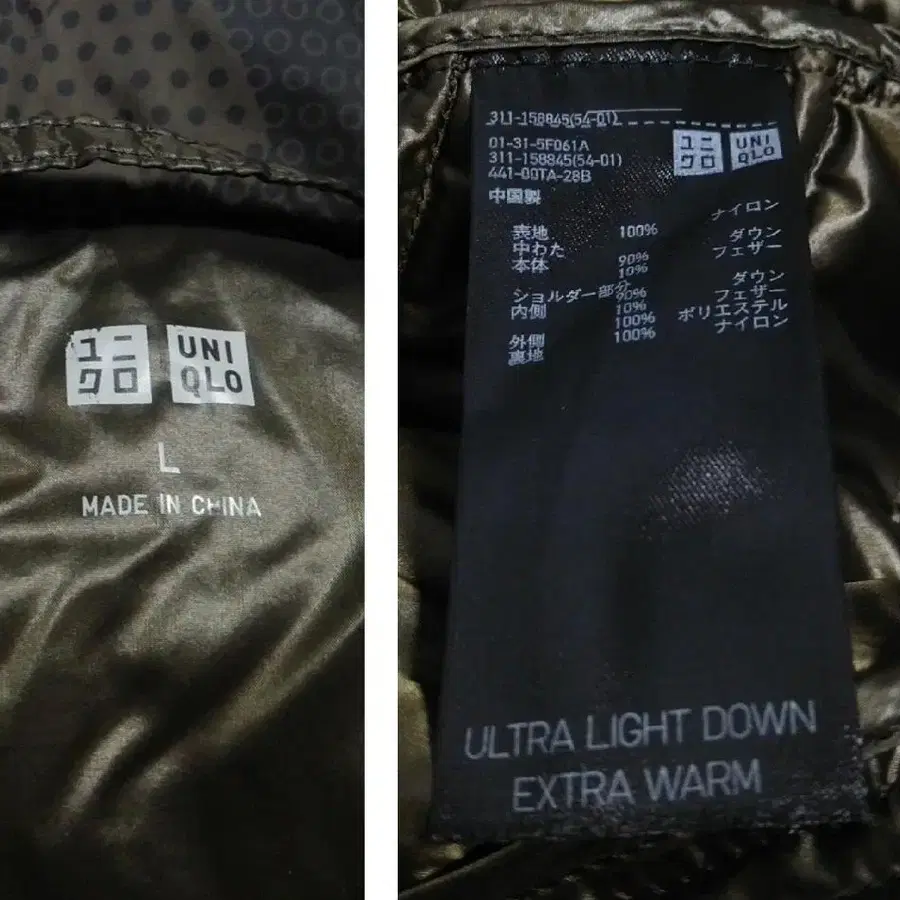 ユニ UNI
クロ QLO
L
MADE IN CHINA
311-158845(54-01)
01-31-5F061A
311-158845(54-01)
441-00TA-28B
ユニ UNI
クロ QLO
中国製
ナイロン
表地 100%
中わた ダウン
本体 90% フェザー
10%
ショルダー部分 ダウン
内側 90% フェザー
10% ポリエステル
100% ナイロン
外側 100%
裏地
ULTRA LIGHT DOWN
EXTRA WARM